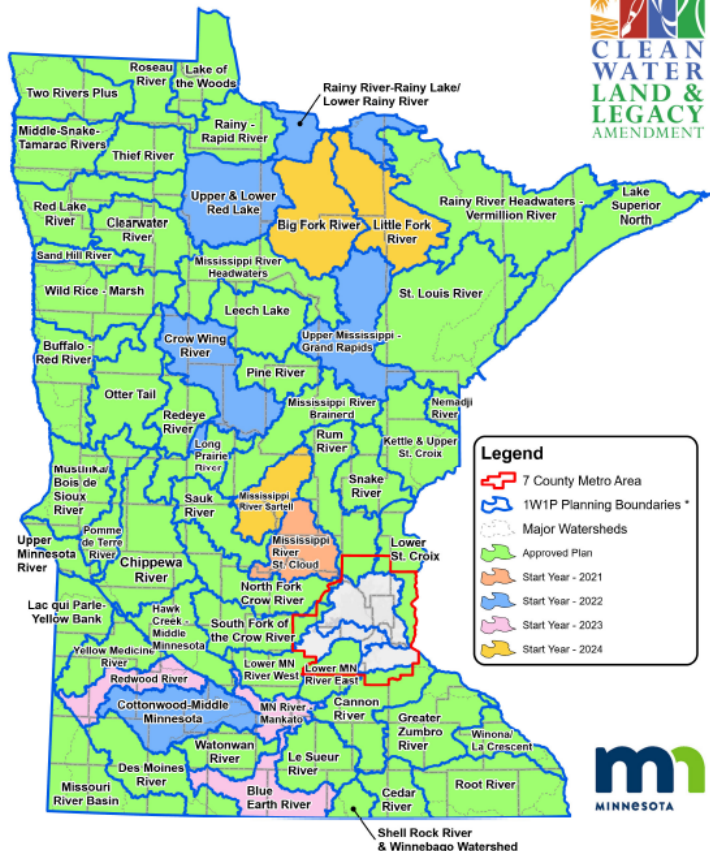 CLEAN
WATER
LAND &
LEGACY
AMENDMENT
Roseau
River
Lake of
the Woods
Two Rivers Plus
Rainy River-Rainy Lake/
Lower Rainy River
Middle-Snake-
Tamarac Rivers
Rainy -
Rapid River
Thief River
Upper & Lower
Red Lake
Red Lake
River
Clearwater
River
Big Fork River
Little Fork
River
Rainy River Headwaters -
Vermillion River
Lake
Superior
North
Sand Hill River
Mississippi River
Headwaters
Wild Rice - Marsh
St. Louis River
Leech Lake
Buffalo -
Red River
Crow Wing
River
Upper Mississippi -
Grand Rapids
Pine River
Otter Tail
Redeye
River
Mississippi River
Brainerd
Nemadji
River
Long
Prairie
River
Rum
River
Kettle & Upper
St. Croix
Mustinka/
Bois de
Sioux
River
Sauk
River
Mississippi
River Sartell
Snake
River
Upper
Minnesota
River
Pomme
de Terre
River
Chippewa
River
Mississippi
River
St. Cloud
Lower
St. Croix
North Fork
Crow River
Lac qui Parle-
Yellow Bank
Hawk
Creek -
Middle
Minnesota
South Fork of
the Crow River
Yellow Medicine
River
Redwood River
Lower MN
River West
Lower MN
River East
Cottonwood-Middle
Minnesota
MN River -
Mankato
Cannon
River
Greater
Zumbro
River
Winona/
La Crescent
Watonwan
River
Le Sueur
River
Des Moines
River
Missouri
River Basin
Blue
Earth River
Cedar
River
Root River
Shell Rock River
& Winnebago Watershed
Legend
7 County Metro Area
1W1P Planning Boundaries *
Major Watersheds
Approved Plan
Start Year - 2021
Start Year - 2022
Start Year - 2023
Start Year - 2024
mn
MINNESOTA